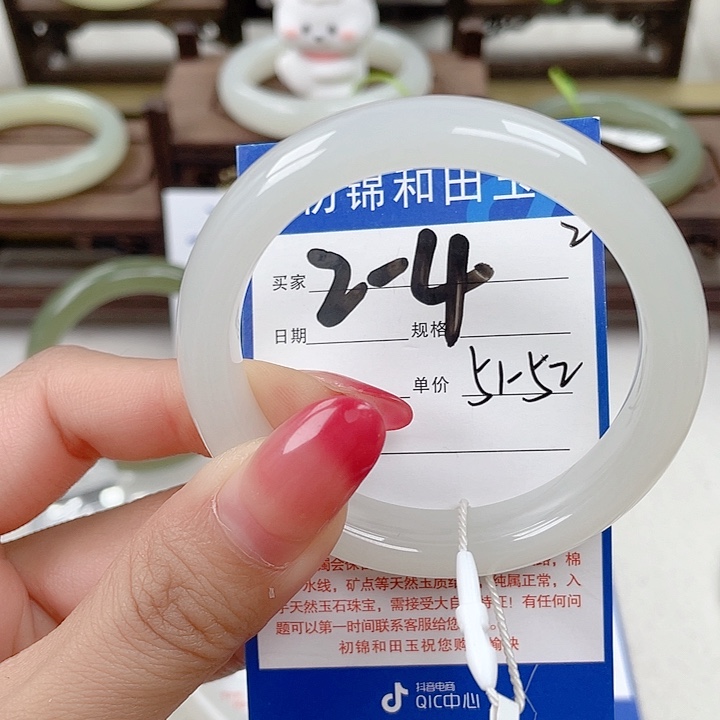 初锦和田玉
2
买家 2-4
日期 规格
单价 51-52
棉
水线，矿点等天然玉质 纯属正常，入
天然玉石珠宝，需接受大自 特征！有任何问
题可以第一时间联系客服给您
初锦和田玉祝您购 愉快
抖音电商
QIC中心